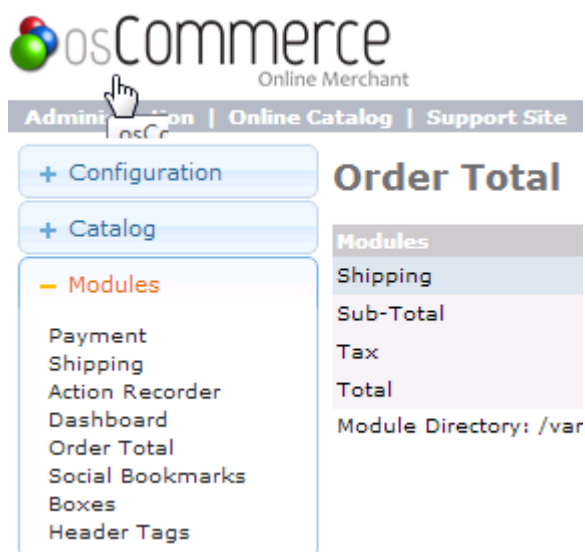 osCommerce
Online Merchant
| Online Catalog | Support Site
+ Configuration
+ Catalog
− Modules
Payment
Shipping
Action Recorder
Dashboard
Order Total
Social Bookmarks
Boxes
Header Tags
Order Total
Modules
Shipping
Sub-Total
Tax
Total
Module Directory: /var